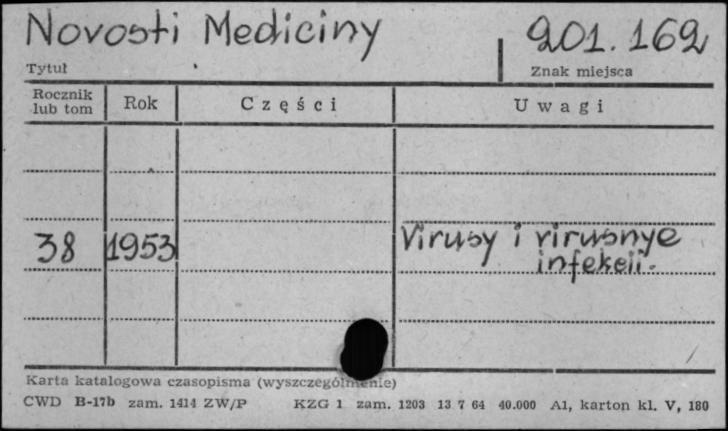 Novosti Mediciny 201.162
Tytuł Znak miejsca
Rocznik lub tom Rok Części Uwagi
38 1953 Virusy i virusnye
infekcii.
Karta katalogowa czasopisma (wyszczególnienie)
CWD B-17b zam. 1414 ZW/P KZG 1 zam. 1203 13 7 64 40.000 A1, karton kl. V, 180